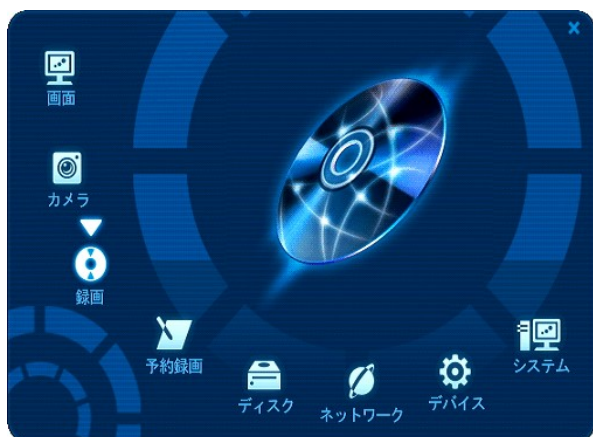 画面
カメラ
録画
予約録画
ディスク
ネットワーク
デバイス
システム